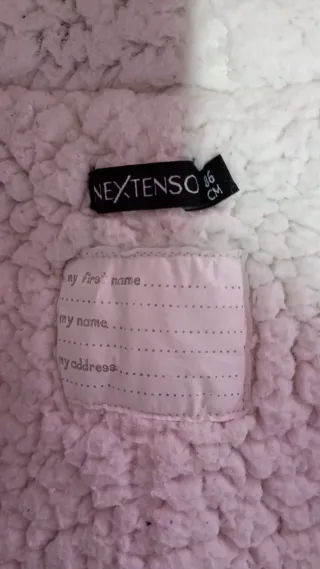 NEXTENSO
86
CM
my first name..........
my name..........
my address..........